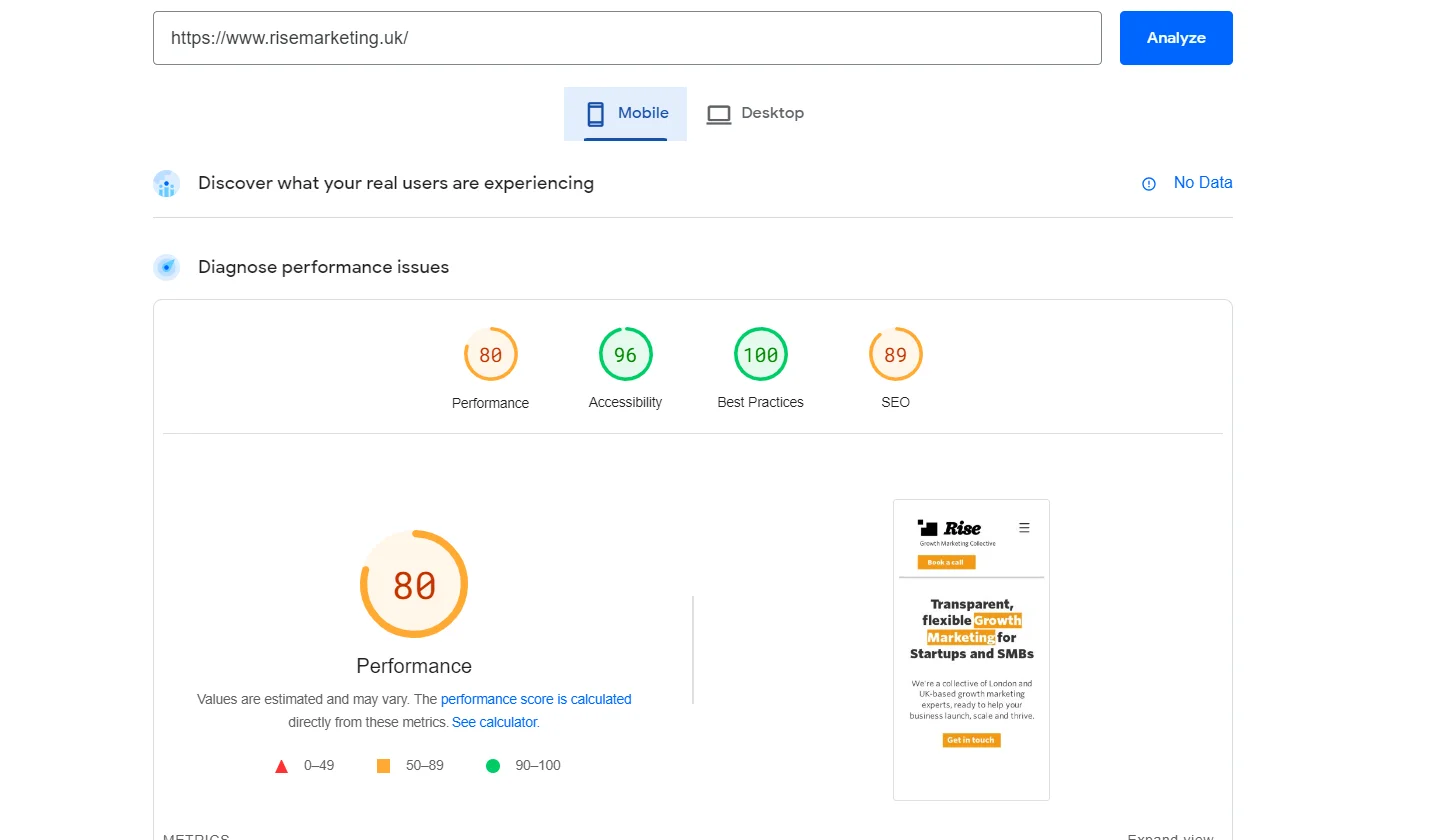 https://www.risemarketing.uk/
Analyze
Mobile
Desktop
Discover what your real users are experiencing
No Data
Diagnose performance issues
80
96
100
89
Performance
Accessibility
Best Practices
SEO
80
Performance
Values are estimated and may vary. The performance score is calculated
directly from these metrics. See calculator.
0–49
50–89
90–100
Rise
Growth Marketing Collective
Book a call
Transparent,
flexible Growth
Marketing for
Startups and SMBs
We're a collective of London and
UK-based growth marketing
experts, ready to help your
business launch, scale and thrive.
Get in touch
METRICS
Expand view